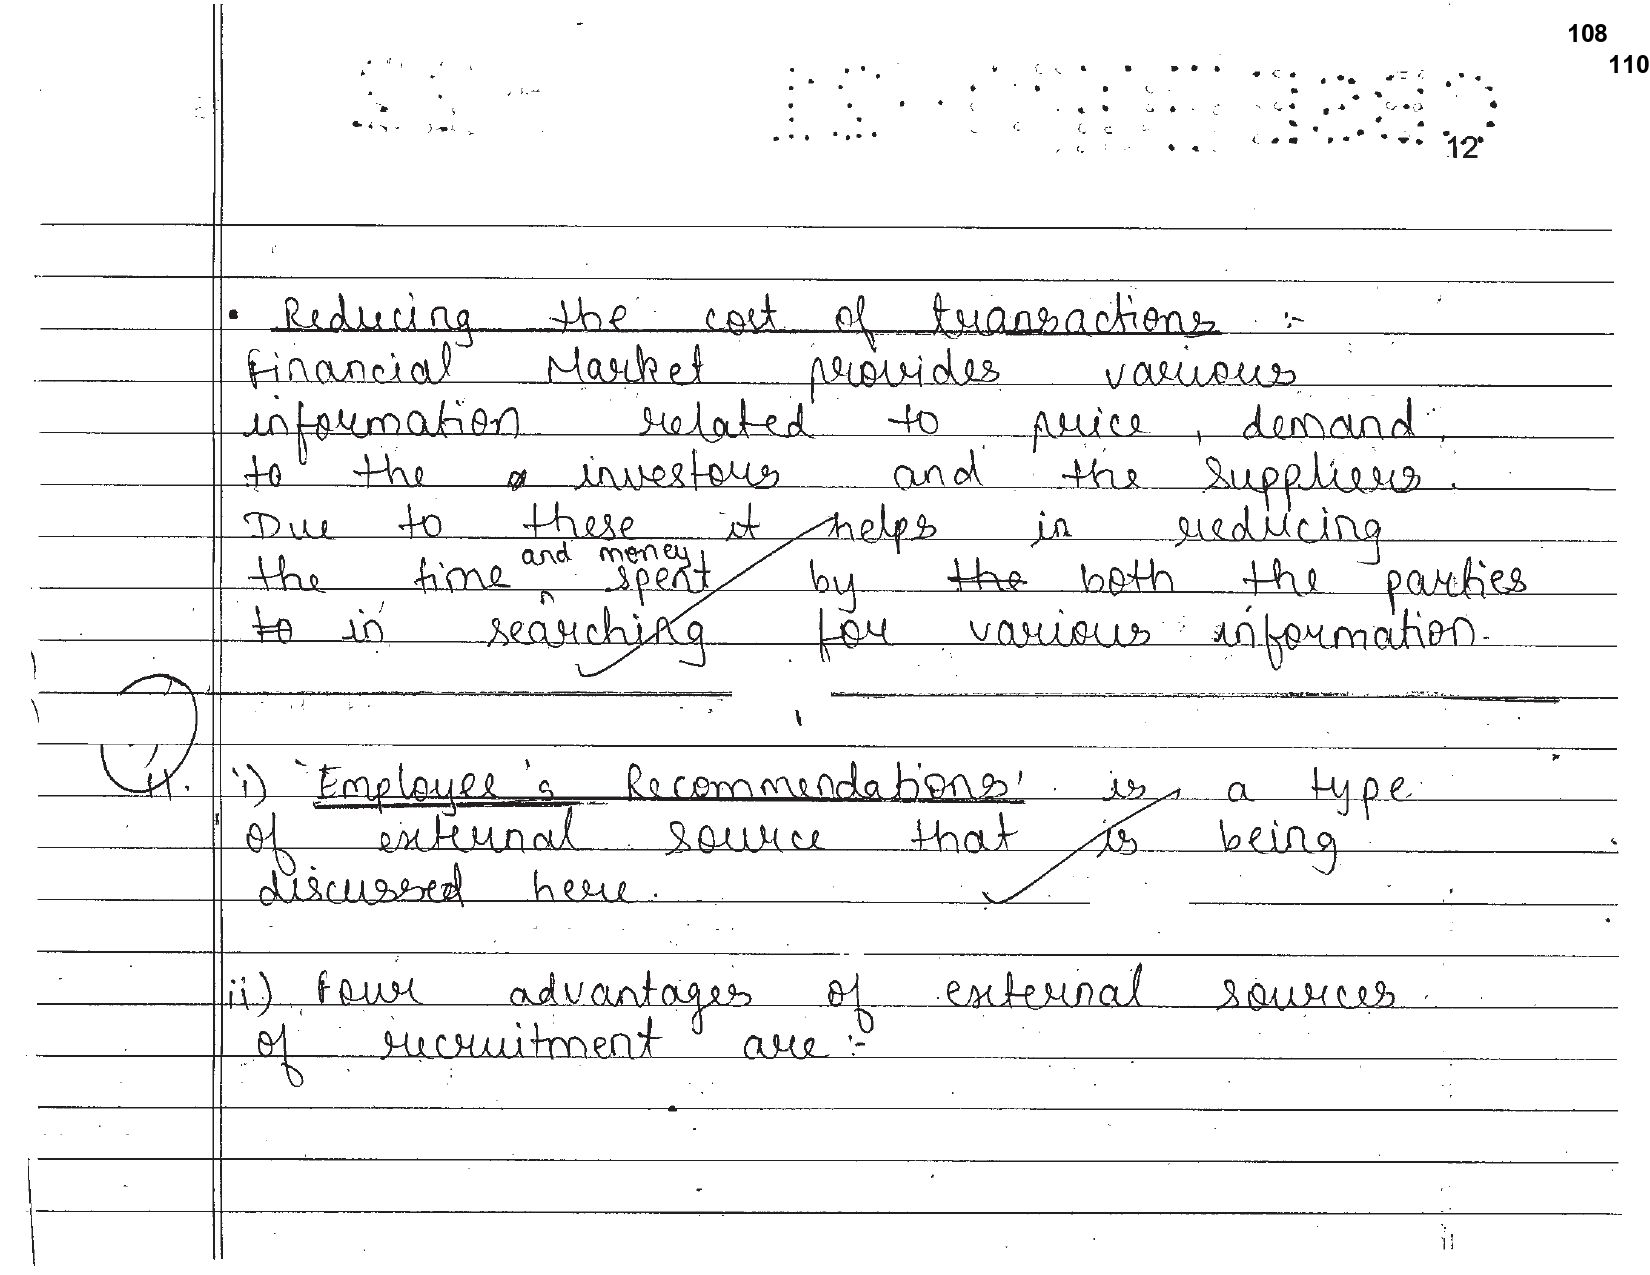 108
110
12
• Reducing the cost of transactions :-
Financial Market provides various
information related to price, demand,
to the investors and the suppliers.
Due to these it helps in reducing
and money
the time spent by the both the parties
to in searching for various information.
11. i) 'Employee's Recommendations' is a type
of external source that is being
discussed here.
ii) Four advantages of external sources
of recruitment are :-